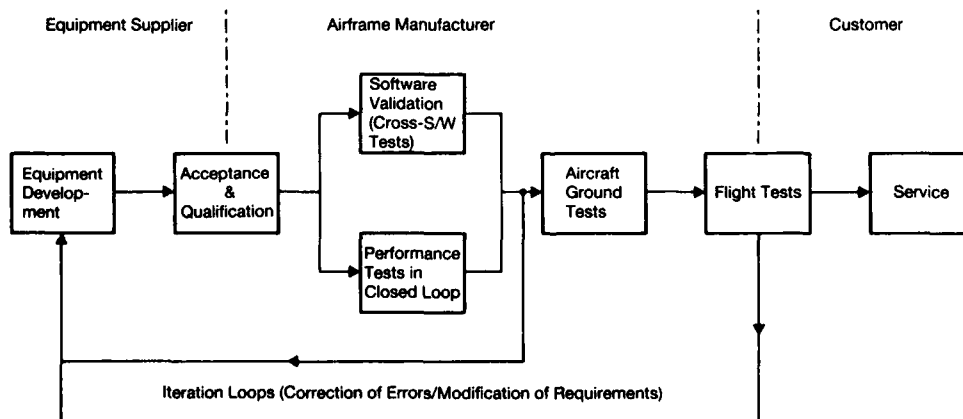 Equipment Supplier
Airframe Manufacturer
Customer
Software
Validation
(Cross-S/W
Tests)
Equipment
Develop-
ment
Acceptance
&
Qualification
Aircraft
Ground
Tests
Flight Tests
Service
Performance
Tests in
Closed Loop
Iteration Loops (Correction of Errors/Modification of Requirements)